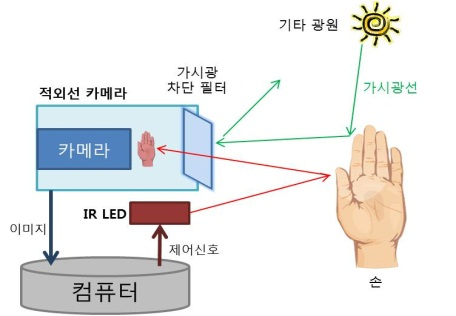 기타 광원
가시광
차단 필터
가시광선
적외선 카메라
카메라
IR LED
이미지
제어신호
컴퓨터
손